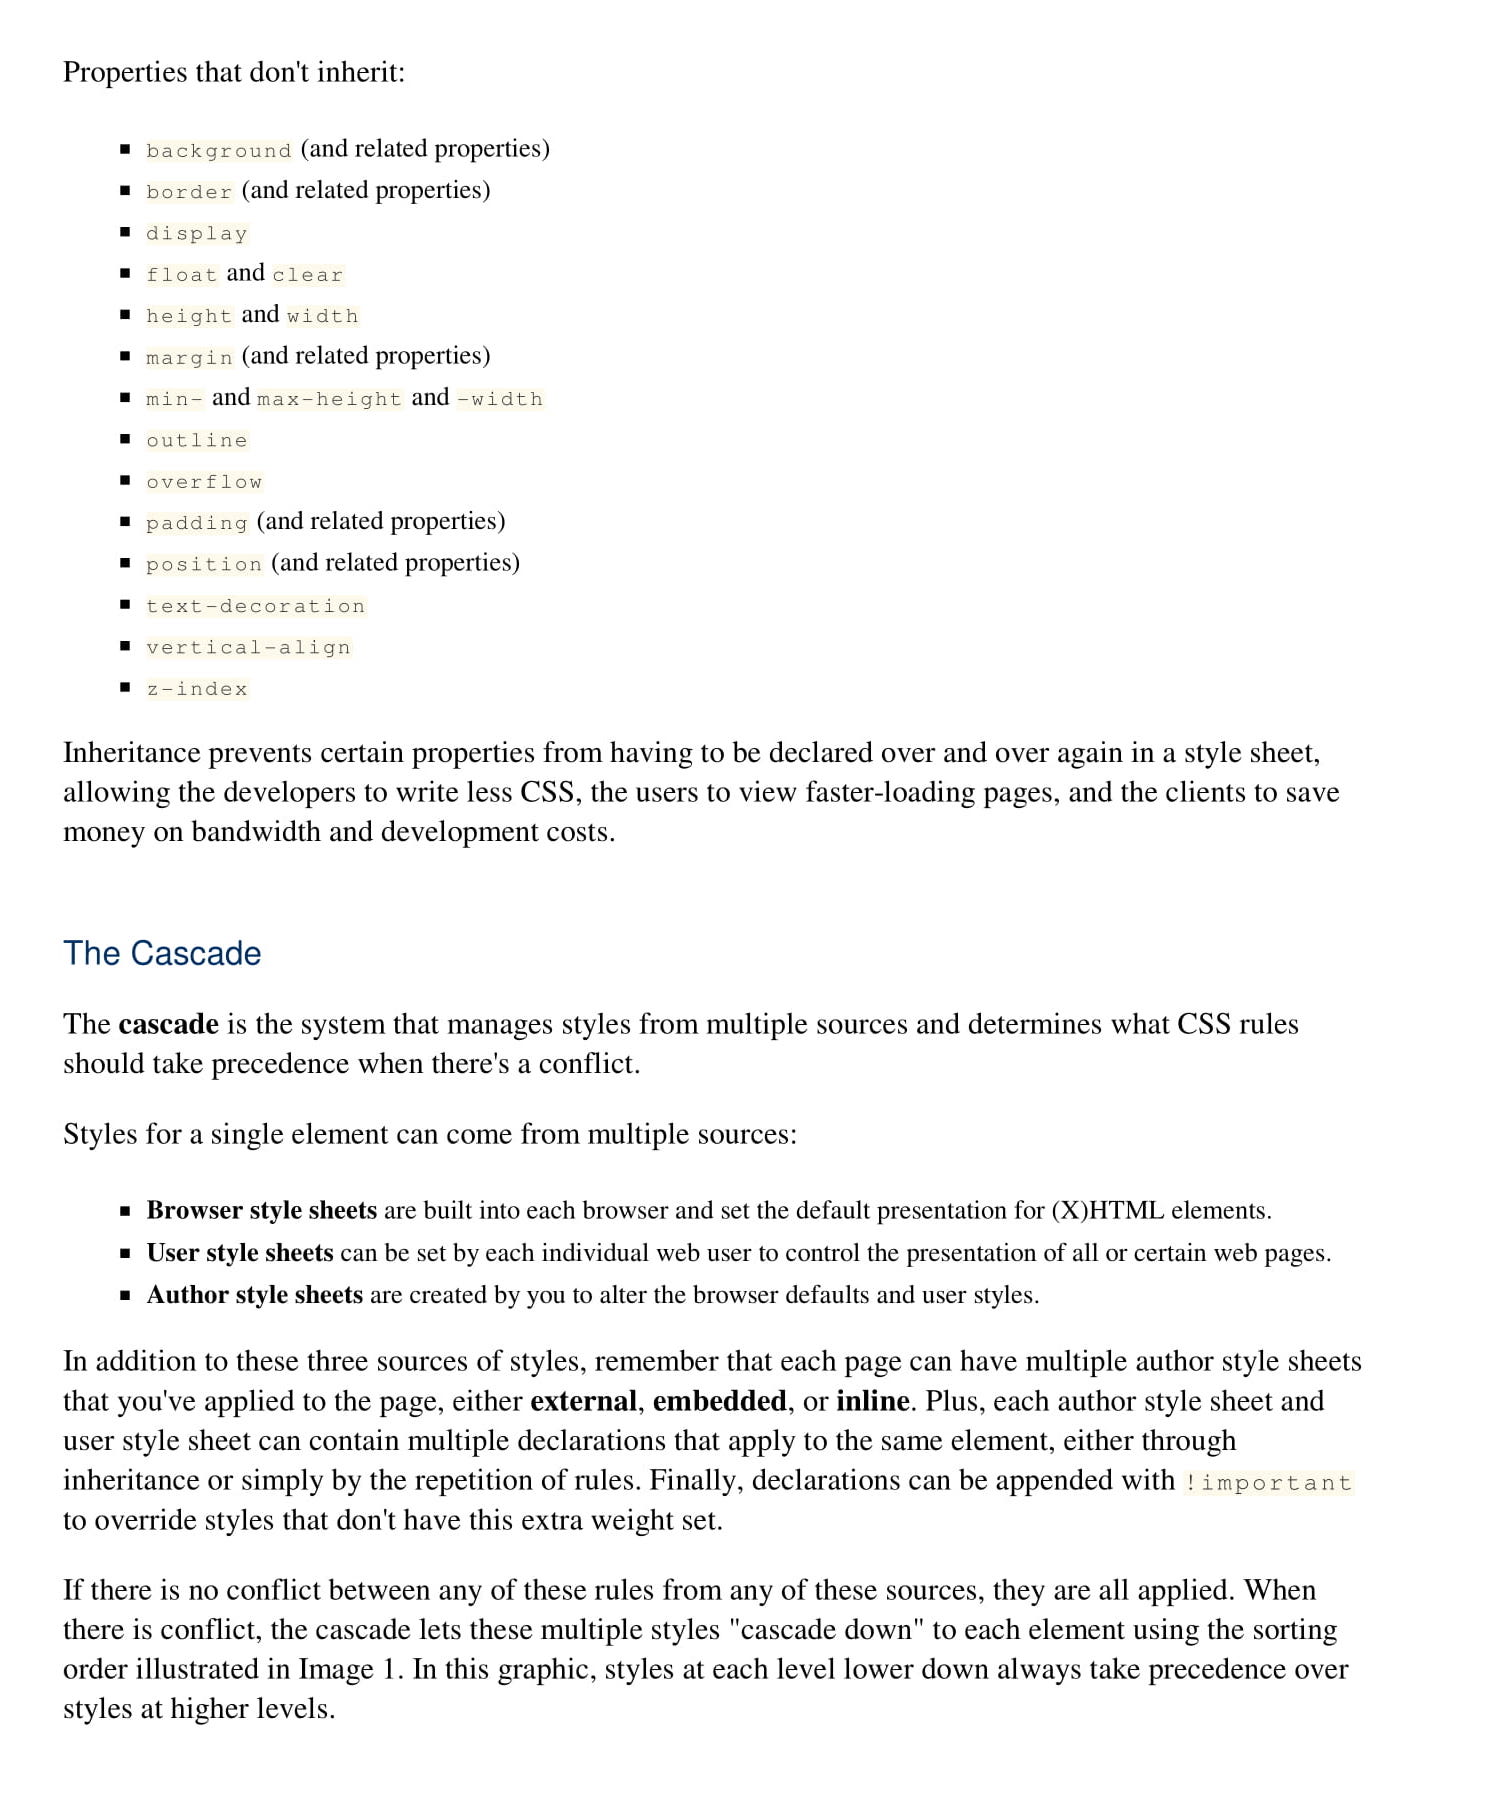 Properties that don't inherit:
▪ background (and related properties)
▪ border (and related properties)
▪ display
▪ float and clear
▪ height and width
▪ margin (and related properties)
▪ min- and max-height and -width
▪ outline
▪ overflow
▪ padding (and related properties)
▪ position (and related properties)
▪ text-decoration
▪ vertical-align
▪ z-index
Inheritance prevents certain properties from having to be declared over and over again in a style sheet,
allowing the developers to write less CSS, the users to view faster-loading pages, and the clients to save
money on bandwidth and development costs.
The Cascade
The cascade is the system that manages styles from multiple sources and determines what CSS rules
should take precedence when there's a conflict.
Styles for a single element can come from multiple sources:
▪ Browser style sheets are built into each browser and set the default presentation for (X)HTML elements.
▪ User style sheets can be set by each individual web user to control the presentation of all or certain web pages.
▪ Author style sheets are created by you to alter the browser defaults and user styles.
In addition to these three sources of styles, remember that each page can have multiple author style sheets
that you've applied to the page, either external, embedded, or inline. Plus, each author style sheet and
user style sheet can contain multiple declarations that apply to the same element, either through
inheritance or simply by the repetition of rules. Finally, declarations can be appended with !important
to override styles that don't have this extra weight set.
If there is no conflict between any of these rules from any of these sources, they are all applied. When
there is conflict, the cascade lets these multiple styles "cascade down" to each element using the sorting
order illustrated in Image 1. In this graphic, styles at each level lower down always take precedence over
styles at higher levels.